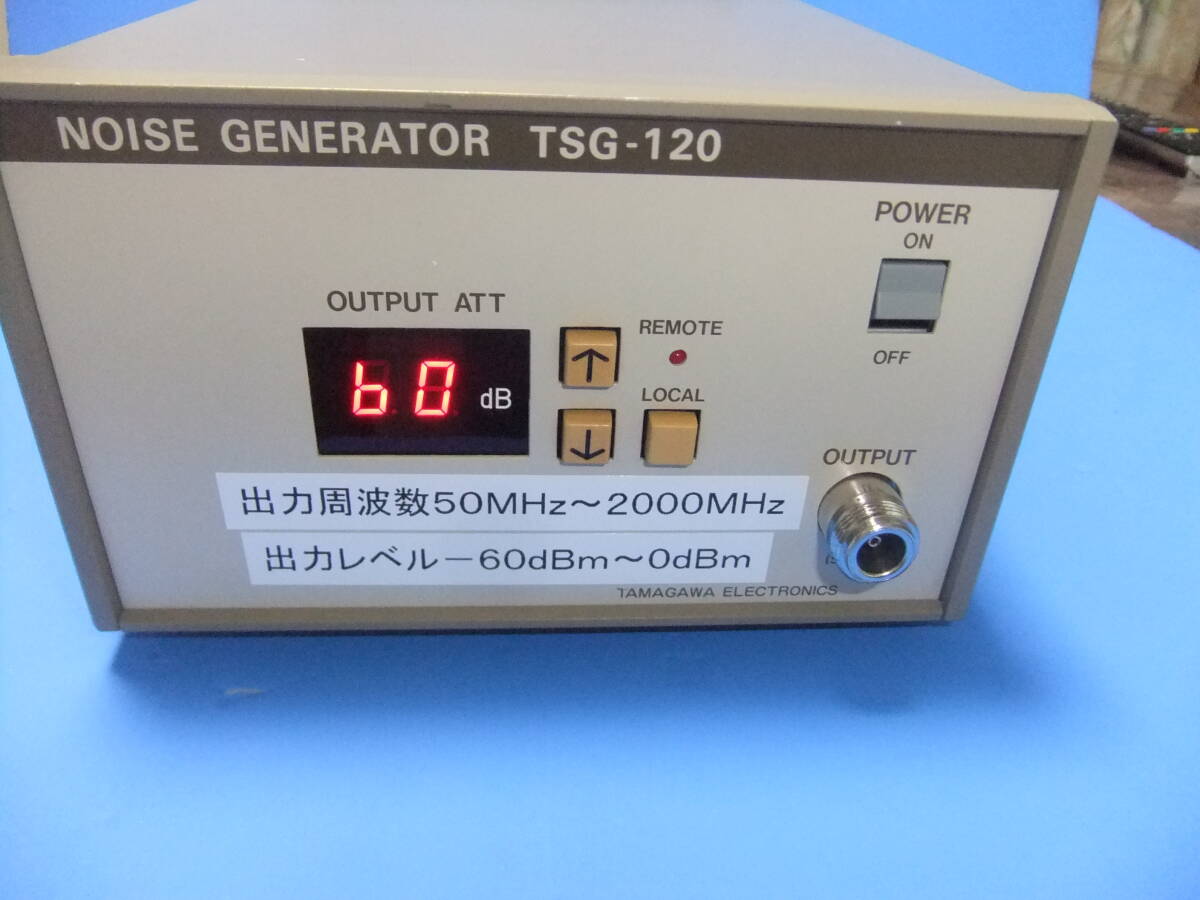 NOISE GENERATOR TSG-120
POWER
ON
OFF
OUTPUT ATT
60 dB
↑
↓
REMOTE
LOCAL
OUTPUT
出力周波数50MHz～2000MHz
出力レベル－60dBm～0dBm
TAMAGAWA ELECTRONICS